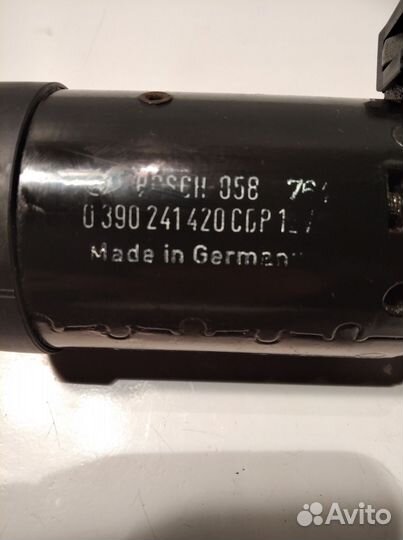 BOSCH 058
0 390 241 420 CDP
Made in Germany
Avito